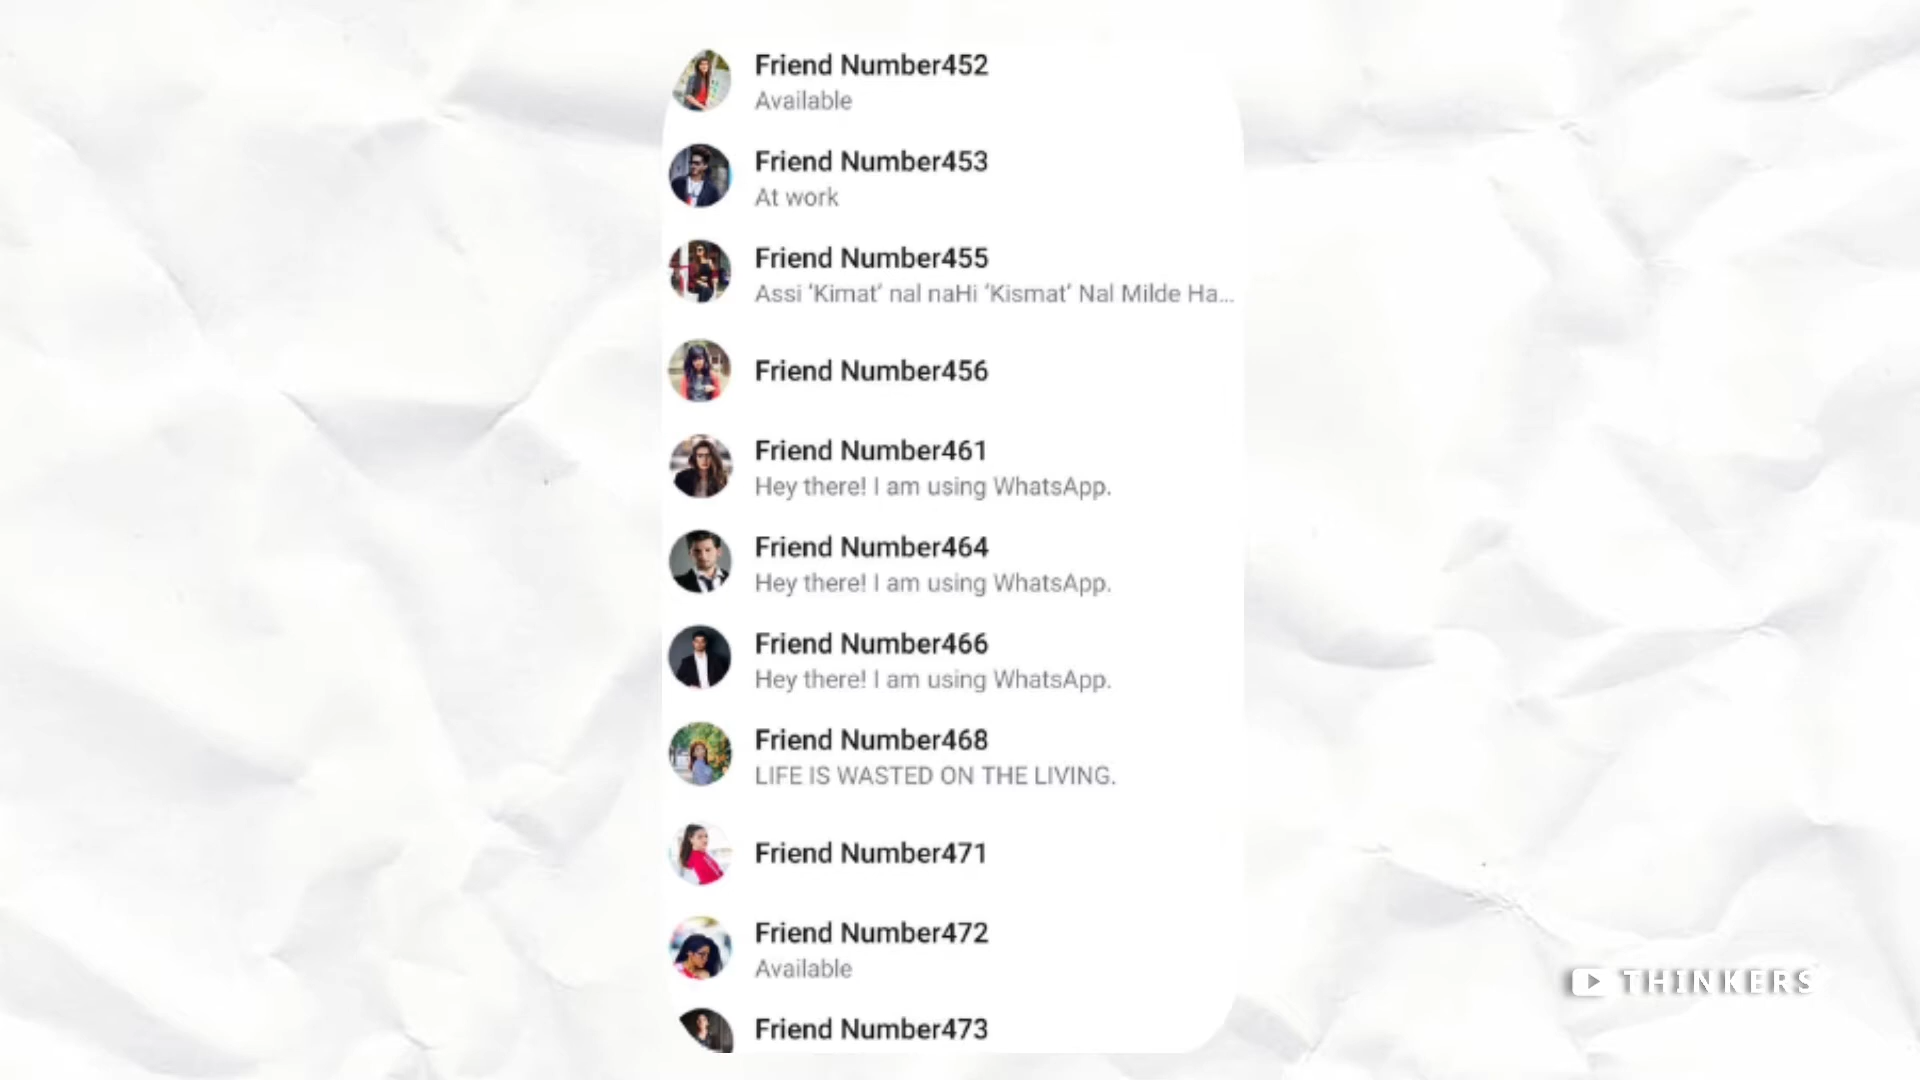 Friend Number452
Available
Friend Number453
At work
Friend Number455
Assi ‘Kimat’ nal naHi ‘Kismat’ Nal Milde Ha...
Friend Number456
Friend Number461
Hey there! I am using WhatsApp.
Friend Number464
Hey there! I am using WhatsApp.
Friend Number466
Hey there! I am using WhatsApp.
Friend Number468
LIFE IS WASTED ON THE LIVING.
Friend Number471
Friend Number472
Available
Friend Number473
THINKERS